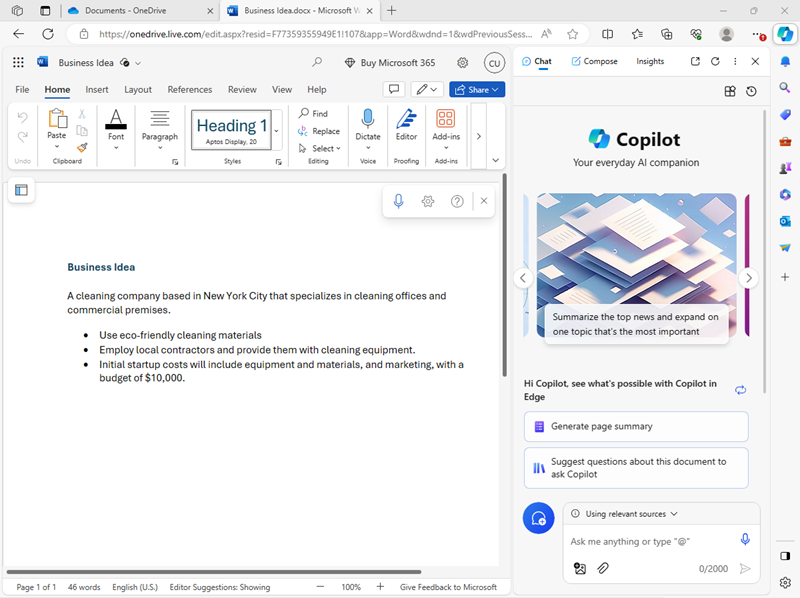 Documents - OneDrive
Business Idea.docx - Microsoft W
https://onedrive.live.com/edit.aspx?resid=F77359355949E1!107&app=Word&wdnd=1&wdPreviousSess...
Business Idea
Buy Microsoft 365
CU
File Home Insert Layout References Review View Help
Share
Paste
Font
Paragraph
Heading 1
Aptos Display, 20
Find
Replace
Select
Dictate
Editor
Add-ins
Undo
Clipboard
Styles
Editing
Voice
Proofing
Add-ins
Business Idea
A cleaning company based in New York City that specializes in cleaning offices and
commercial premises.
• Use eco-friendly cleaning materials
• Employ local contractors and provide them with cleaning equipment.
• Initial startup costs will include equipment and materials, and marketing, with a
budget of $10,000.
Page 1 of 1 46 words English (U.S.) Editor Suggestions: Showing 100% Give Feedback to Microsoft
Chat Compose Insights
Copilot
Your everyday AI companion
Summarize the top news and expand on
one topic that's the most important
Hi Copilot, see what's possible with Copilot in
Edge
Generate page summary
Suggest questions about this document to
ask Copilot
Using relevant sources
Ask me anything or type "@"
0/2000